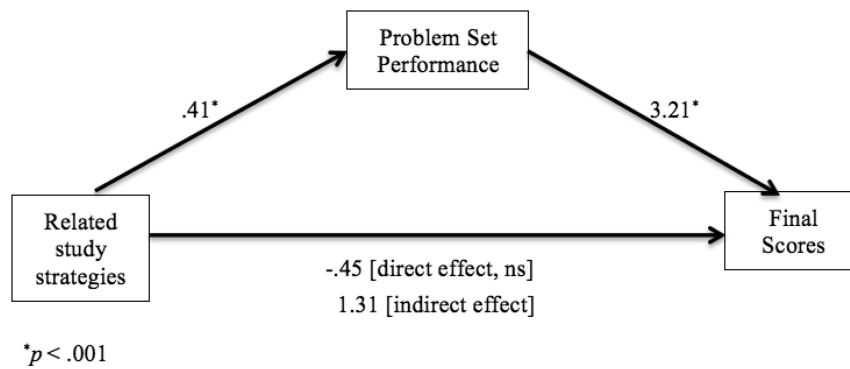 Problem Set
Performance
.41*
3.21*
Related
study
strategies
Final
Scores
-.45 [direct effect, ns]
1.31 [indirect effect]
*p < .001